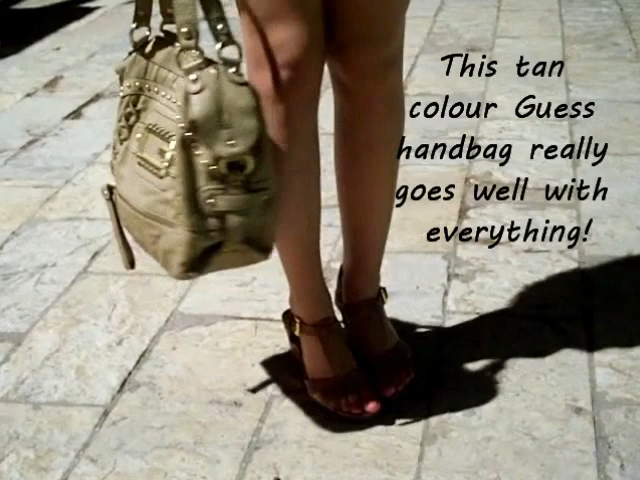 This tan
colour Guess
handbag really
goes well with
everything!